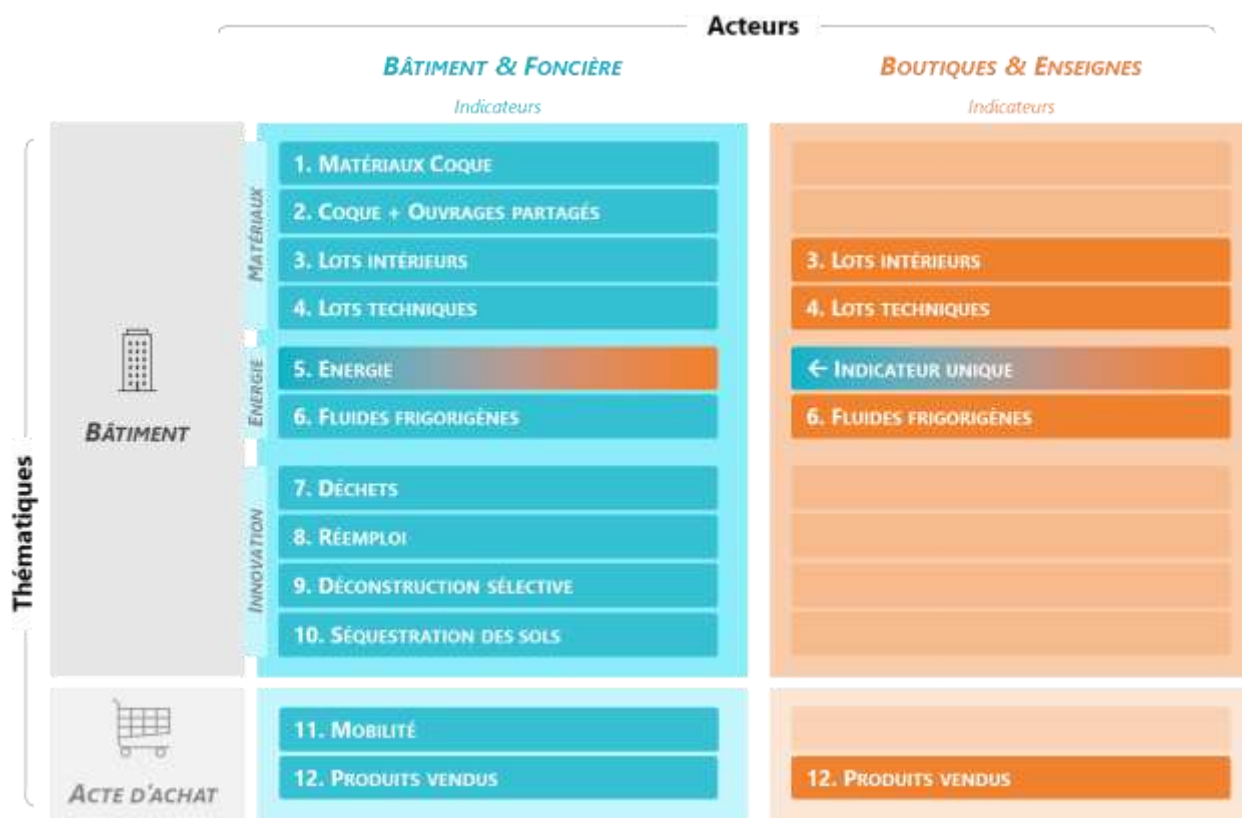 Acteurs
BÂTIMENT & FONCIÈRE
BOUTIQUES & ENSEIGNES
Indicateurs
Indicateurs
Thématiques
BÂTIMENT
MATÉRIAUX
1. MATÉRIAUX COQUE
2. COQUE + OUVRAGES PARTAGÉS
3. LOTS INTÉRIEURS
3. LOTS INTÉRIEURS
4. LOTS TECHNIQUES
4. LOTS TECHNIQUES
ENERGIE
5. ENERGIE
← INDICATEUR UNIQUE
6. FLUIDES FRIGORIGÈNES
6. FLUIDES FRIGORIGÈNES
INNOVATION
7. DÉCHETS
8. RÉEMPLOI
9. DÉCONSTRUCTION SÉLECTIVE
10. SÉQUESTRATION DES SOLS
ACTE D'ACHAT
11. MOBILITÉ
12. PRODUITS VENDUS
12. PRODUITS VENDUS